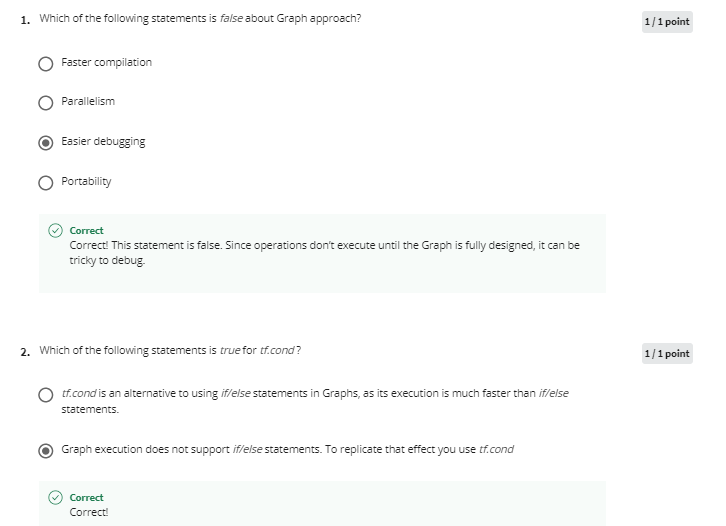 1. Which of the following statements is false about Graph approach?
1 / 1 point
Faster compilation
Parallelism
Easier debugging
Portability
Correct
Correct! This statement is false. Since operations don't execute until the Graph is fully designed, it can be
tricky to debug.
2. Which of the following statements is true for tf.cond?
1 / 1 point
tf.cond is an alternative to using if/else statements in Graphs, as its execution is much faster than if/else
statements.
Graph execution does not support if/else statements. To replicate that effect you use tf.cond
Correct
Correct!